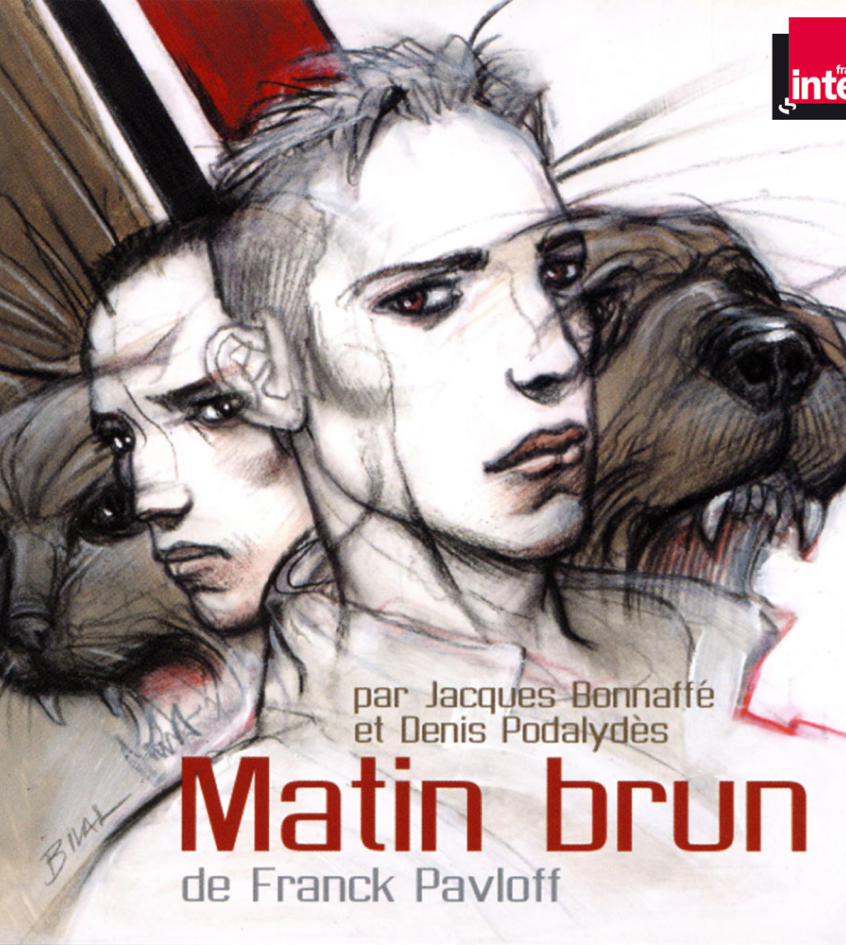 inte
par Jacques Bonnaffé
et Denis Podalydès
Matin brun
de Franck Pavloff
BILAL